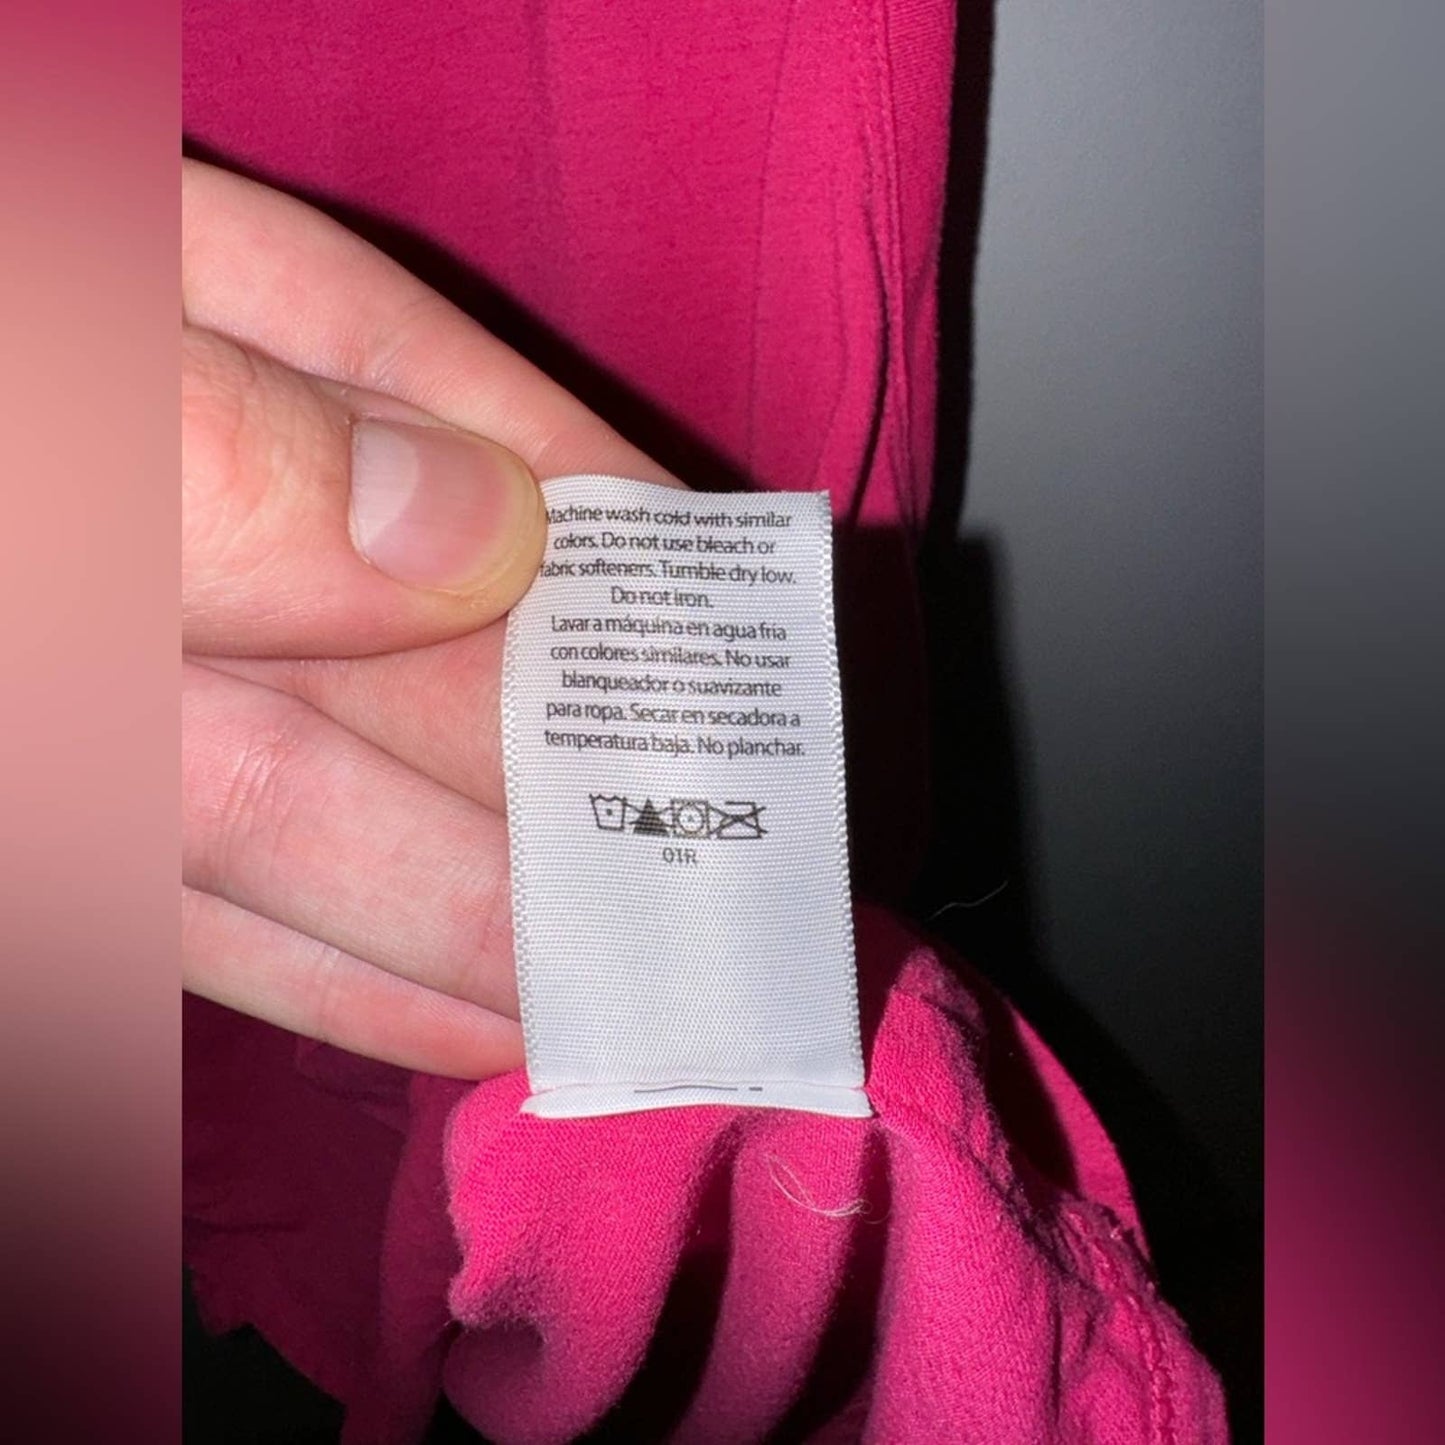 Machine wash cold with similar
colors. Do not use bleach or
fabric softeners. Tumble dry low.
Do not iron.
Lavar a máquina en agua fria
con colores similares. No usar
blanqueador o suavizante
para ropa. Secar en secadora a
temperatura baja. No planchar.
01R